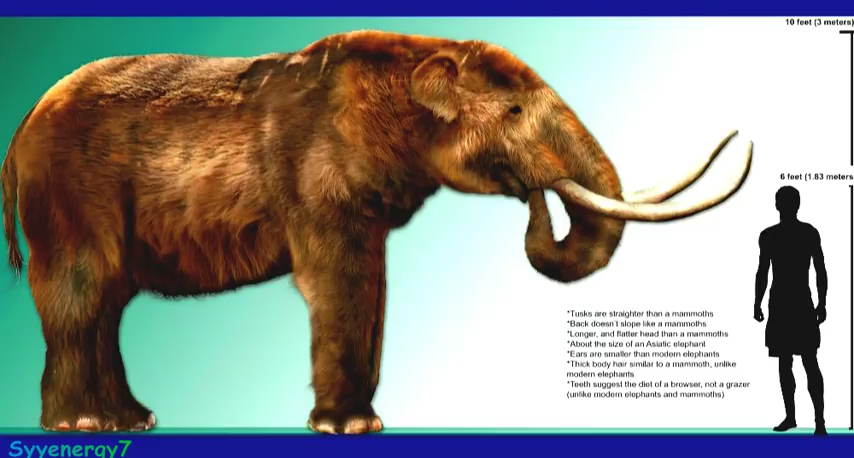 10 feet (3 meters)
6 feet (1.83 meters
*Tusks are straighter than a mammoths
*Back doesn't slope like a mammoths
*Longer, and flatter head than a mammoths
*About the size of an Asiatic elephant
*Ears are smaller than modern elephants
*Thick body hair similar to a mammoth, unlike
modern elephants
*Teeth suggest the diet of a browser, not a grazer
(unlike modern elephants and mammoths)
Syyenergy7